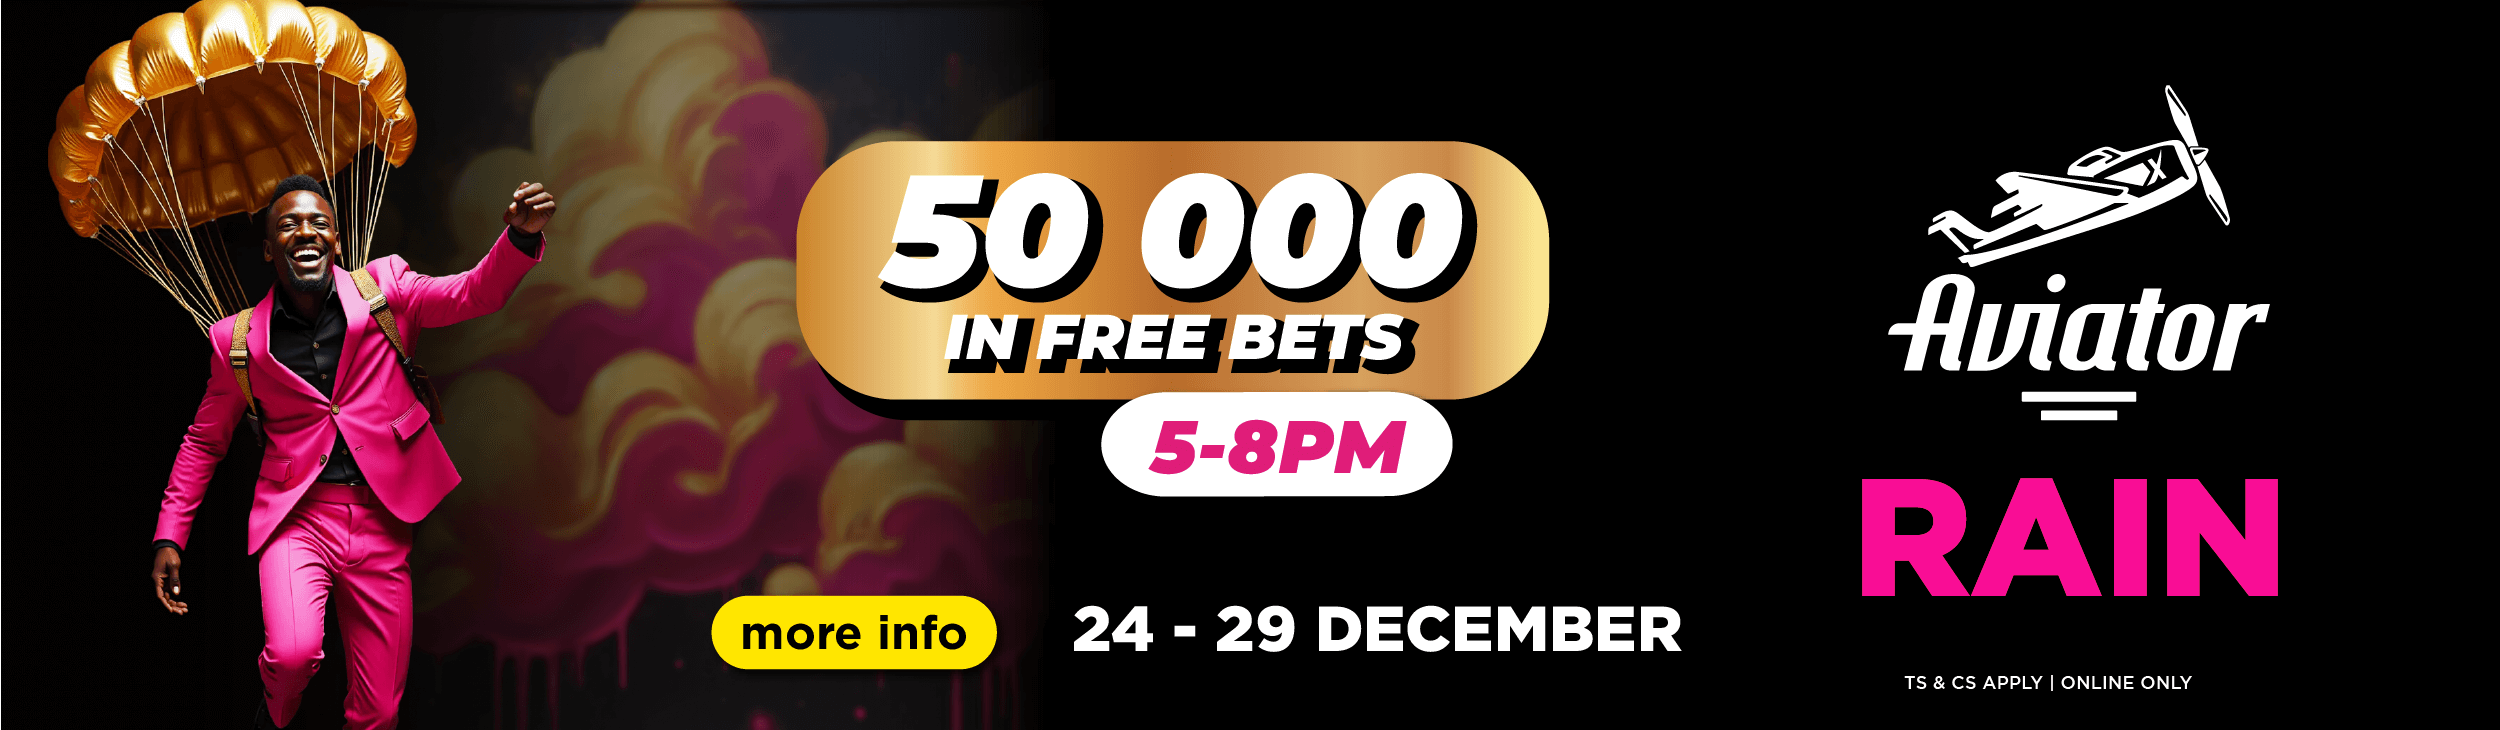 50 000
IN FREE BETS
5-8PM
more info
24 - 29 DECEMBER
X
Aviator
RAIN
TS & CS APPLY | ONLINE ONLY